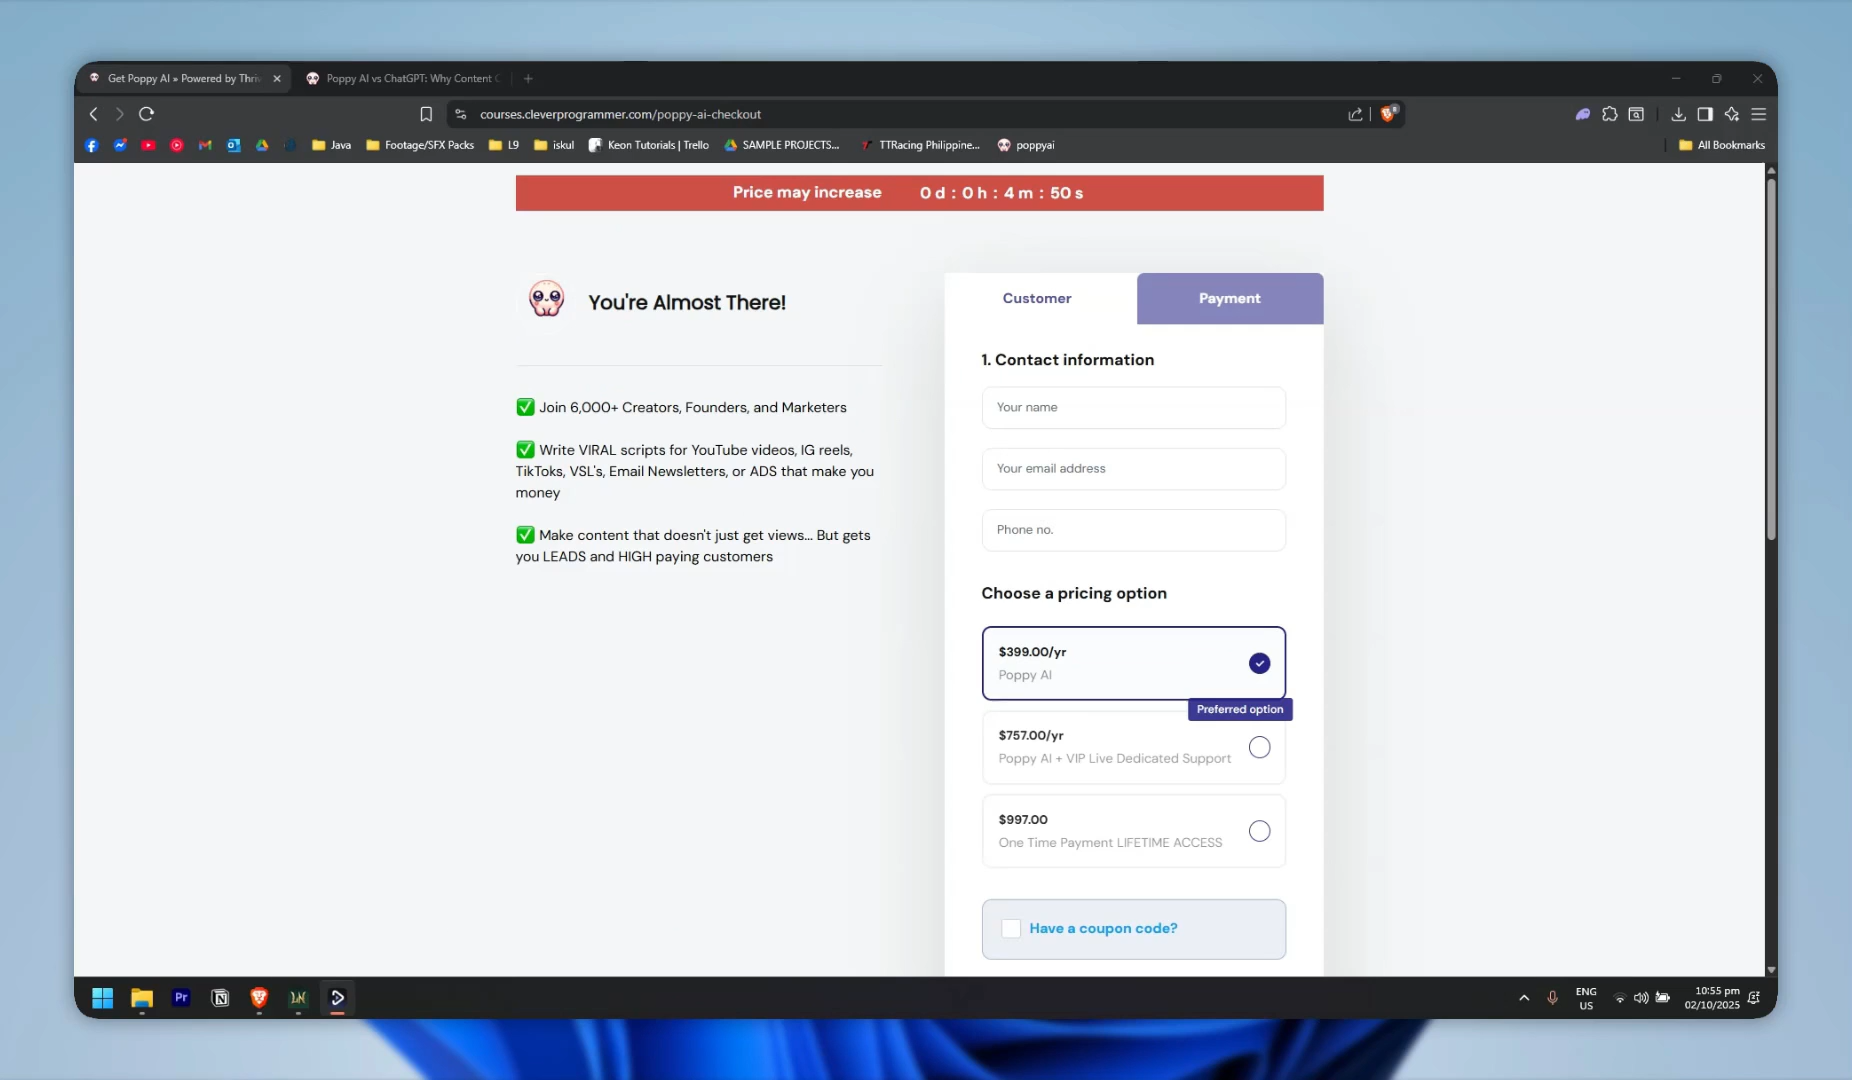 Get Poppy AI » Powered by Thriv
Poppy AI vs ChatGPT: Why Content C
courses.cleverprogrammer.com/poppy-ai-checkout
Java
Footage/SFX Packs
L9
iskul
Keon Tutorials | Trello
SAMPLE PROJECTS...
TTRacing Philippine...
poppyai
All Bookmarks
Price may increase 0 d : 0 h : 4 m : 50 s
You're Almost There!
✅ Join 6,000+ Creators, Founders, and Marketers
✅ Write VIRAL scripts for YouTube videos, IG reels,
TikToks, VSL's, Email Newsletters, or ADS that make you
money
✅ Make content that doesn't just get views... But gets
you LEADS and HIGH paying customers
Customer
Payment
1. Contact information
Your name
Your email address
Phone no.
Choose a pricing option
$399.00/yr
Poppy AI
Preferred option
$757.00/yr
Poppy AI + VIP Live Dedicated Support
$997.00
One Time Payment LIFETIME ACCESS
Have a coupon code?
Pr
ENG
US
10:55 pm
02/10/2025